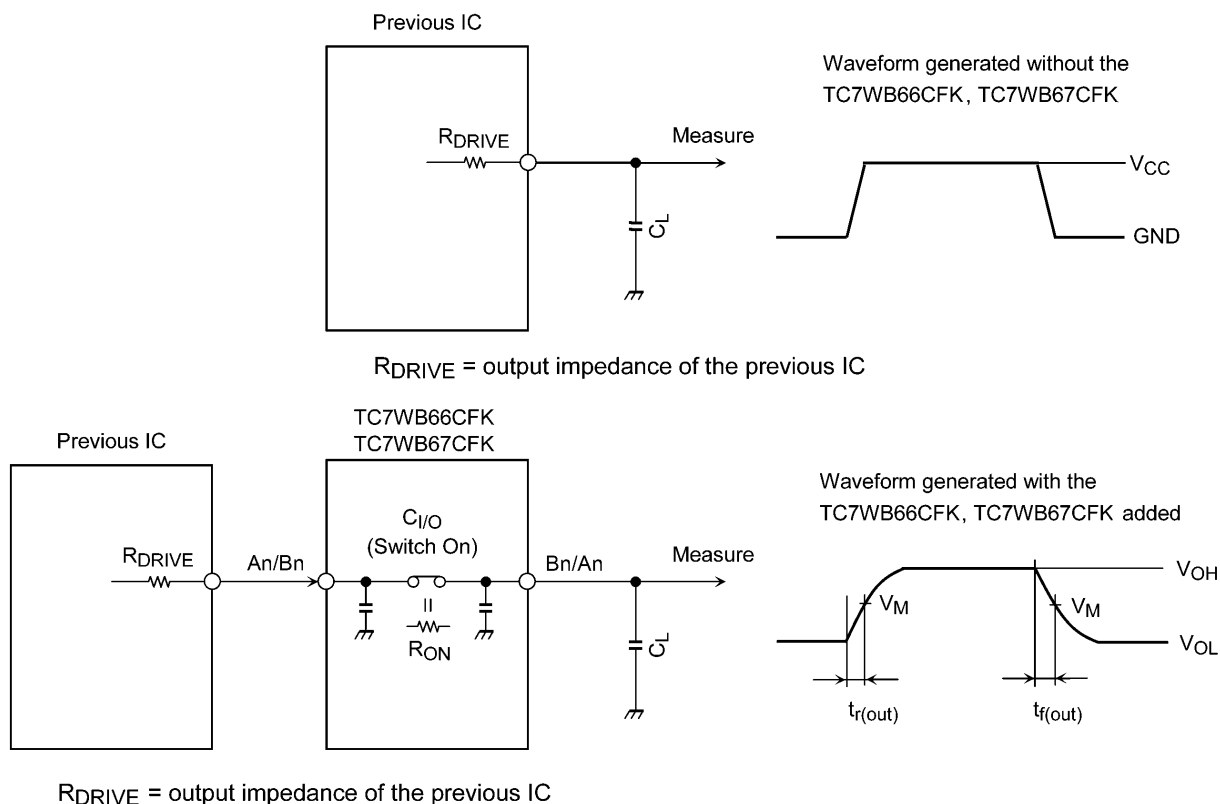 Previous IC
Waveform generated without the
TC7WB66CFK, TC7WB67CFK
RDRIVE
Measure
VCC
CL
GND
RDRIVE = output impedance of the previous IC
TC7WB66CFK
TC7WB67CFK
Previous IC
Waveform generated with the
TC7WB66CFK, TC7WB67CFK added
CI/O
(Switch On)
RDRIVE
An/Bn
Bn/An
Measure
VOH
VM
VM
RON
CL
VOL
tr(out)
tf(out)
RDRIVE = output impedance of the previous IC